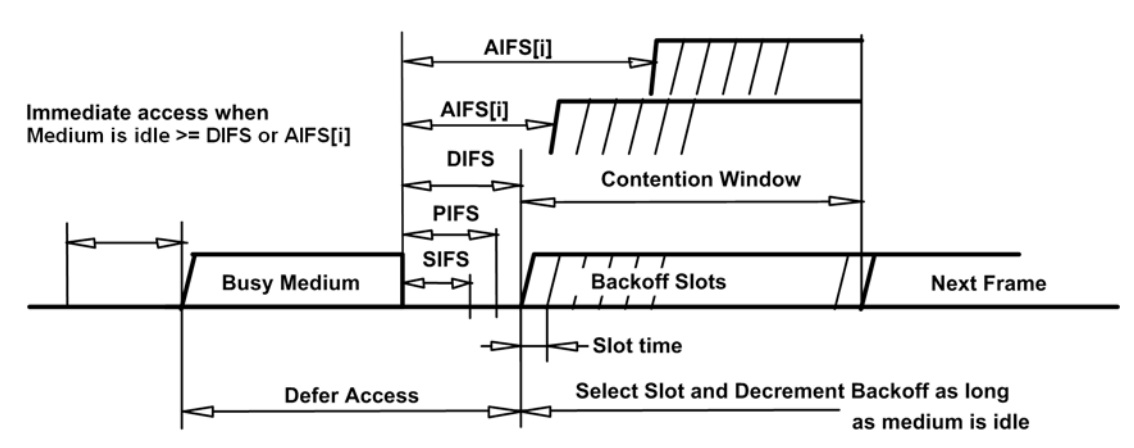 AIFS[i]
Immediate access when
Medium is idle >= DIFS or AIFS[i]
AIFS[i]
DIFS
Contention Window
PIFS
SIFS
Busy Medium
Backoff Slots
Next Frame
Slot time
Defer Access
Select Slot and Decrement Backoff as long
as medium is idle